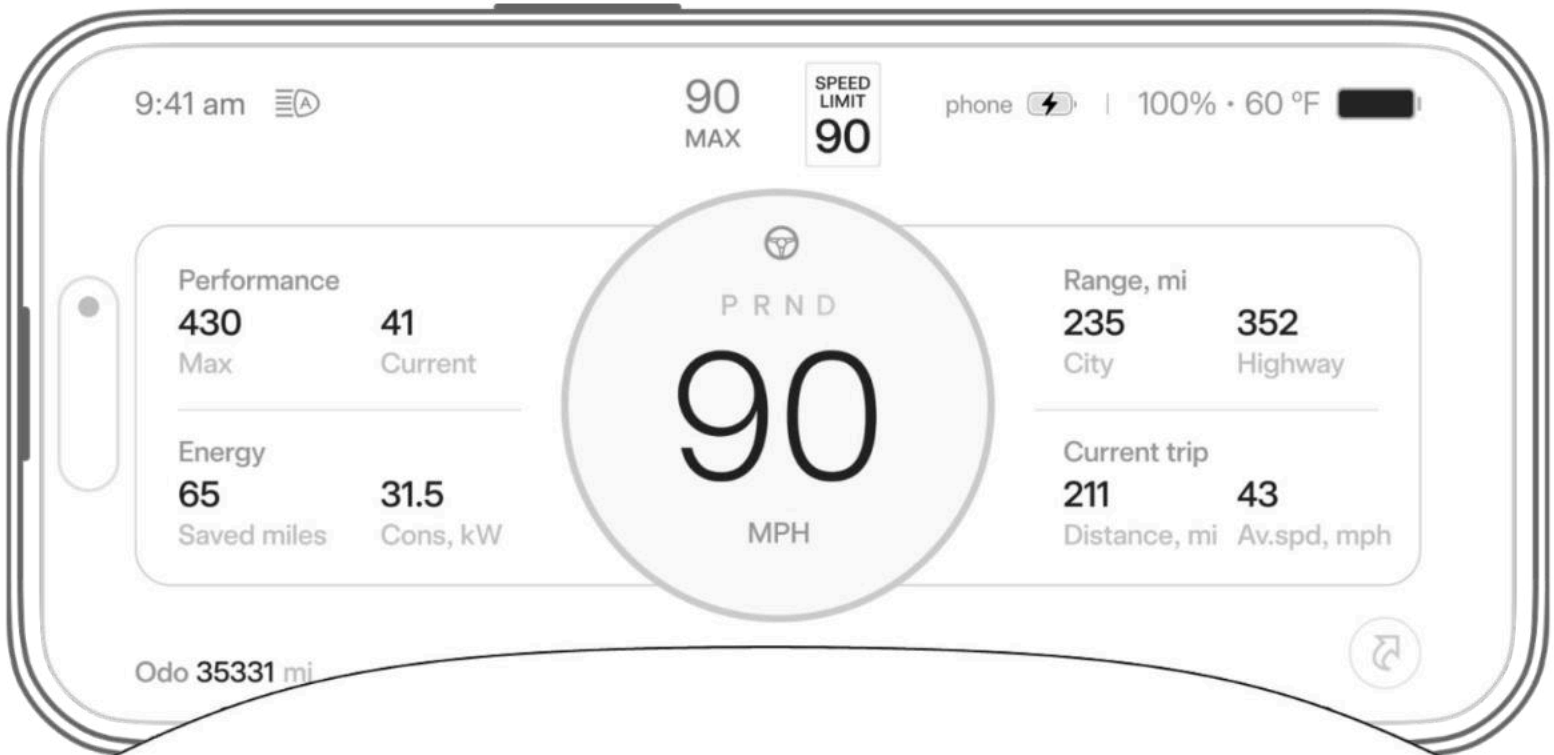 9:41 am A
90
MAX
SPEED
LIMIT
90
phone 100% · 60 ºF
Performance
430 41
Max Current
Energy
65 31.5
Saved miles Cons, kW
P R N D
90
MPH
Range, mi
235 352
City Highway
Current trip
211 43
Distance, mi Av.spd, mph
Odo 35331 mi